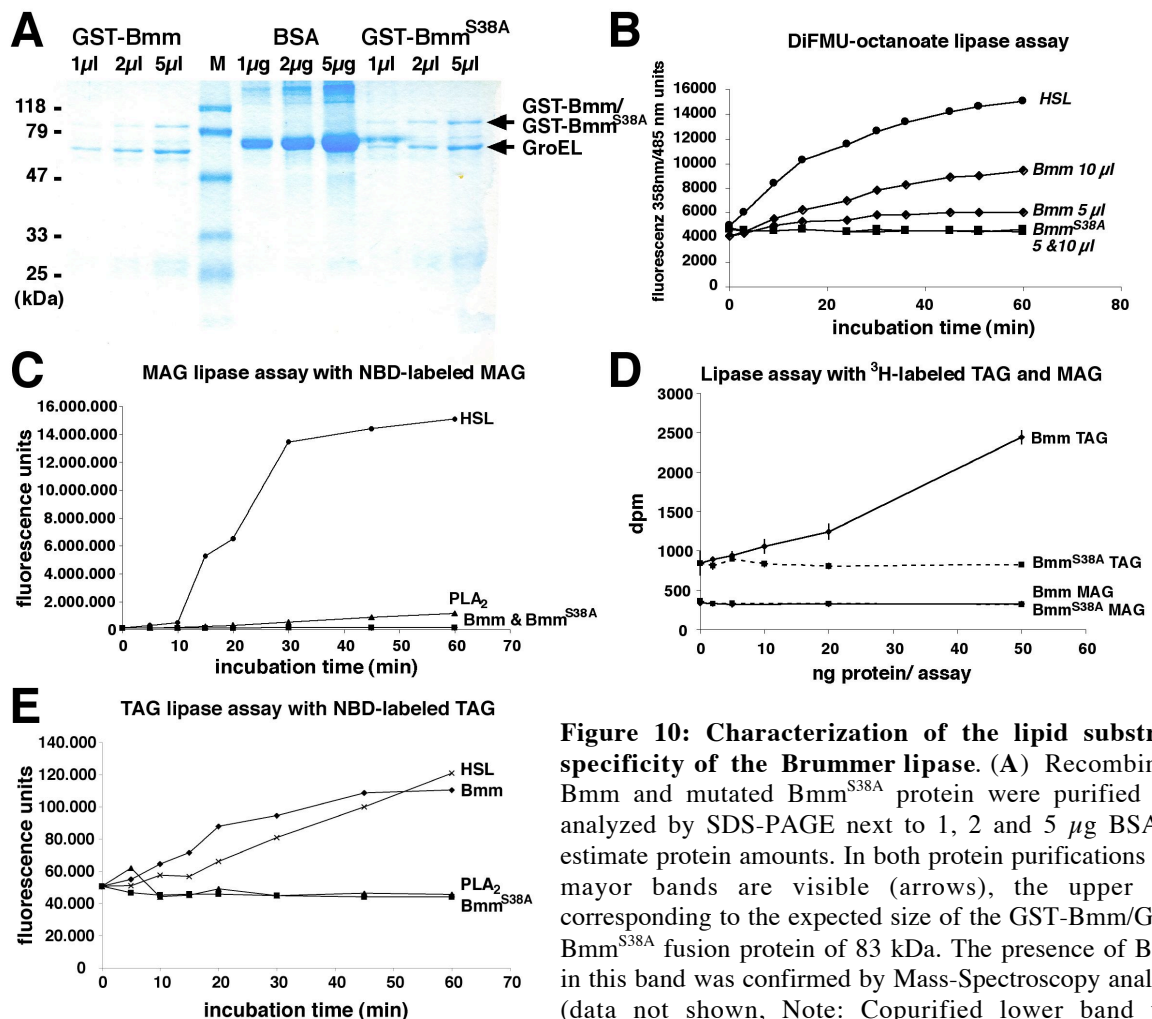 A
GST-Bmm BSA GST-Bmm^S38A
1µl 2µl 5µl M 1µg 2µg 5µg 1µl 2µl 5µl
118
79
47
33
25
(kDa)
GST-Bmm/
GST-Bmm^S38A
GroEL
B
DiFMU-octanoate lipase assay
fluorescenz 358nm/485 nm units
16000
14000
12000
10000
8000
6000
4000
2000
0
0 20 40 60 80
incubation time (min)
HSL
Bmm 10 µl
Bmm 5 µl
Bmm^S38A
5 &10 µl
C
MAG lipase assay with NBD-labeled MAG
fluorescence units
16.000.000
14.000.000
12.000.000
10.000.000
8.000.000
6.000.000
4.000.000
2.000.000
0
0 10 20 30 40 50 60 70
incubation time (min)
HSL
PLA2
Bmm & Bmm^S38A
D
Lipase assay with ^3H-labeled TAG and MAG
dpm
3000
2500
2000
1500
1000
500
0
0 10 20 30 40 50 60
ng protein/ assay
Bmm TAG
Bmm^S38A TAG
Bmm MAG
Bmm^S38A MAG
E
TAG lipase assay with NBD-labeled TAG
fluorescence units
140.000
120.000
100.000
80.000
60.000
40.000
20.000
0
0 10 20 30 40 50 60 70
incubation time (min)
HSL
Bmm
PLA2
Bmm^S38A
Figure 10: Characterization of the lipid substr
specificity of the Brummer lipase. (A) Recombin
Bmm and mutated Bmm^S38A protein were purified
analyzed by SDS-PAGE next to 1, 2 and 5 µg BSA
estimate protein amounts. In both protein purifications
mayor bands are visible (arrows), the upper
corresponding to the expected size of the GST-Bmm/G
Bmm^S38A fusion protein of 83 kDa. The presence of B
in this band was confirmed by Mass-Spectroscopy anal
(data not shown, Note: Copurified lower band